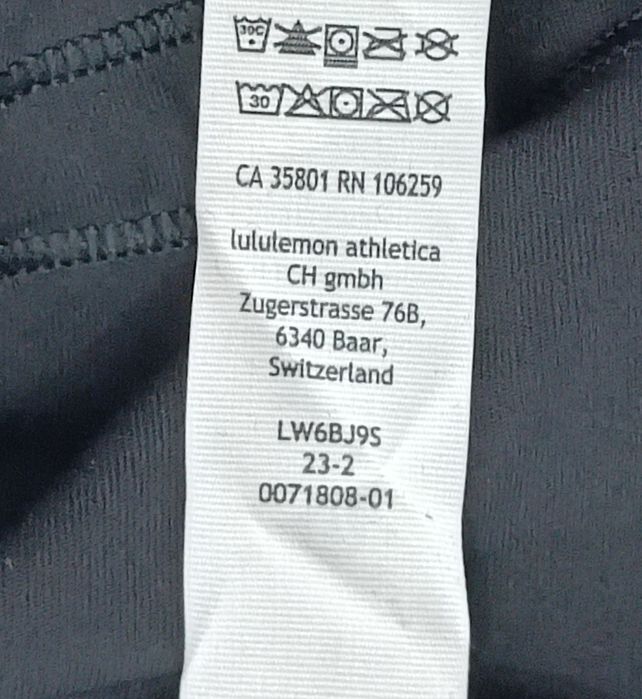 30C
30
CA 35801 RN 106259
lululemon athletica
CH gmbh
Zugerstrasse 76B,
6340 Baar,
Switzerland
LW6BJ9S
23-2
0071808-01